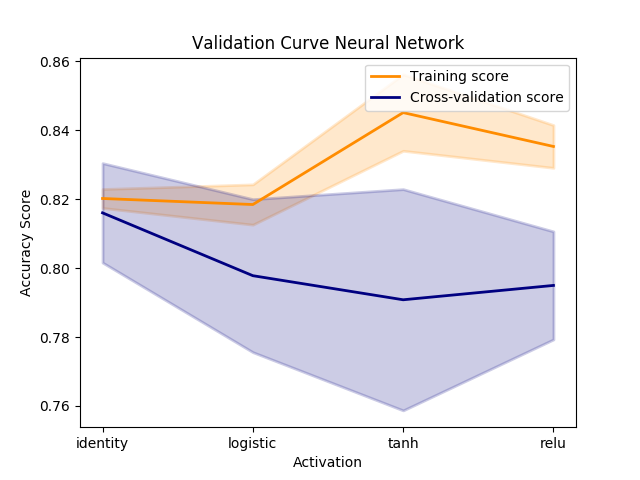 Validation Curve Neural Network
Training score
Cross-validation score
0.86
0.84
0.82
0.80
0.78
0.76
Accuracy Score
identity logistic tanh relu
Activation